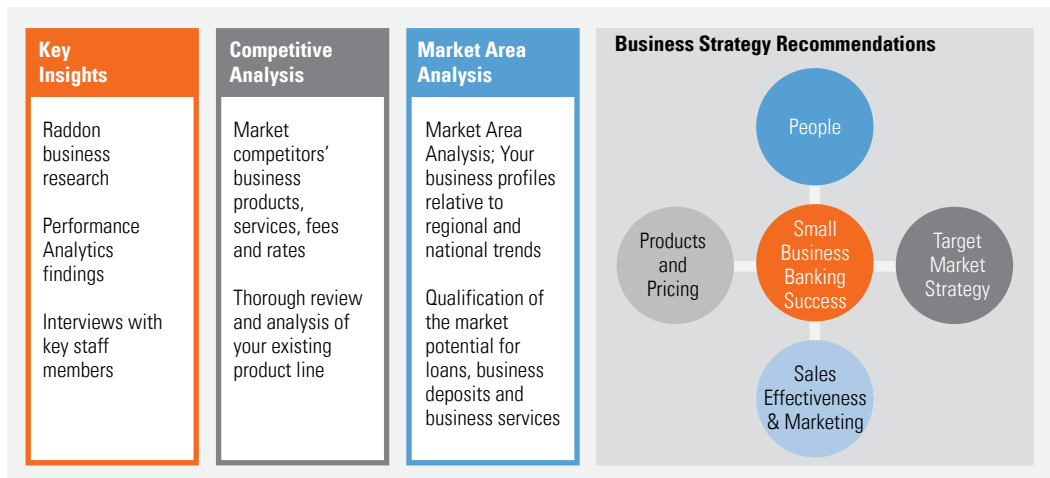 Key
Insights
Raddon
business
research
Performance
Analytics
findings
Interviews with
key staff
members
Competitive
Analysis
Market
competitors’
business
products,
services, fees
and rates
Thorough review
and analysis of
your existing
product line
Market Area
Analysis
Market Area
Analysis; Your
business profiles
relative to
regional and
national trends
Qualification of
the market
potential for
loans, business
deposits and
business services
Business Strategy Recommendations
People
Products
and
Pricing
Small
Business
Banking
Success
Target
Market
Strategy
Sales
Effectiveness
& Marketing